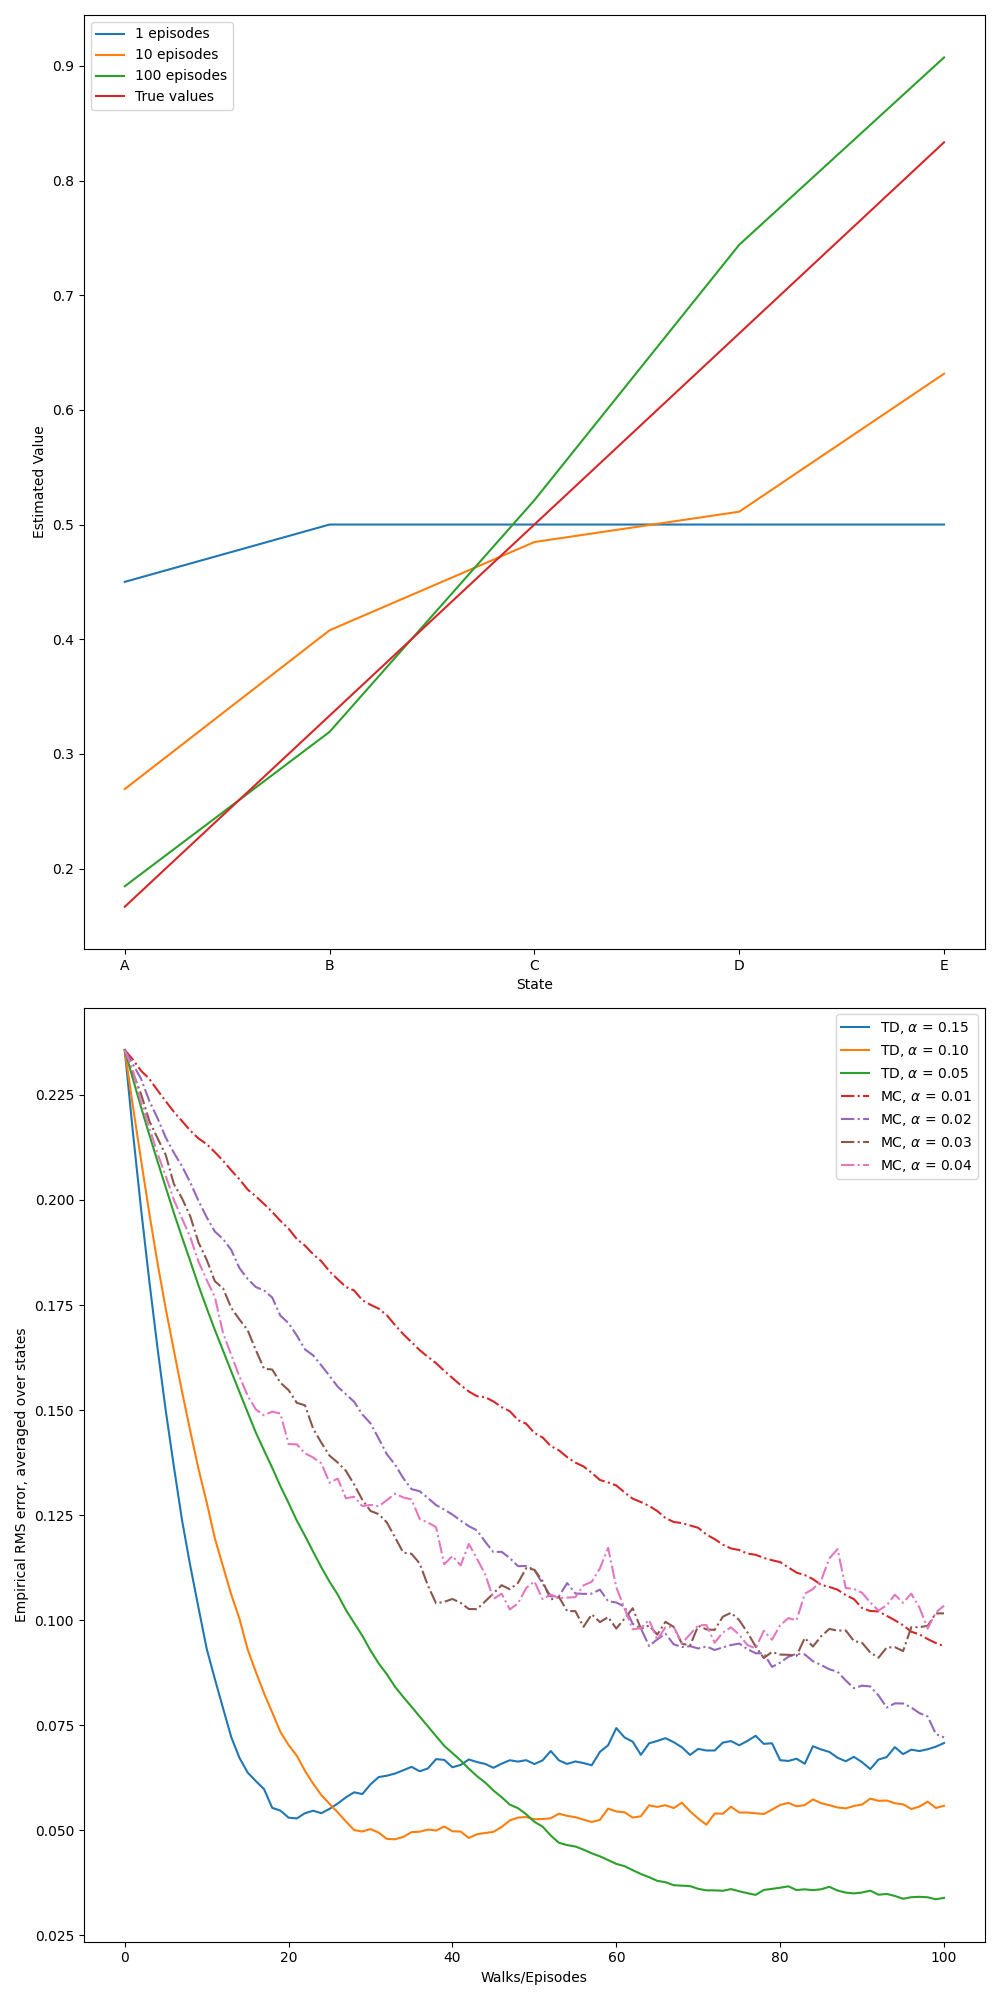 1 episodes
10 episodes
100 episodes
True values
0.9
0.8
0.7
0.6
0.5
0.4
0.3
0.2
Estimated Value
A B C D E
State
TD, α = 0.15
TD, α = 0.10
TD, α = 0.05
MC, α = 0.01
MC, α = 0.02
MC, α = 0.03
MC, α = 0.04
0.225
0.200
0.175
0.150
0.125
0.100
0.075
0.050
0.025
Empirical RMS error, averaged over states
0 20 40 60 80 100
Walks/Episodes